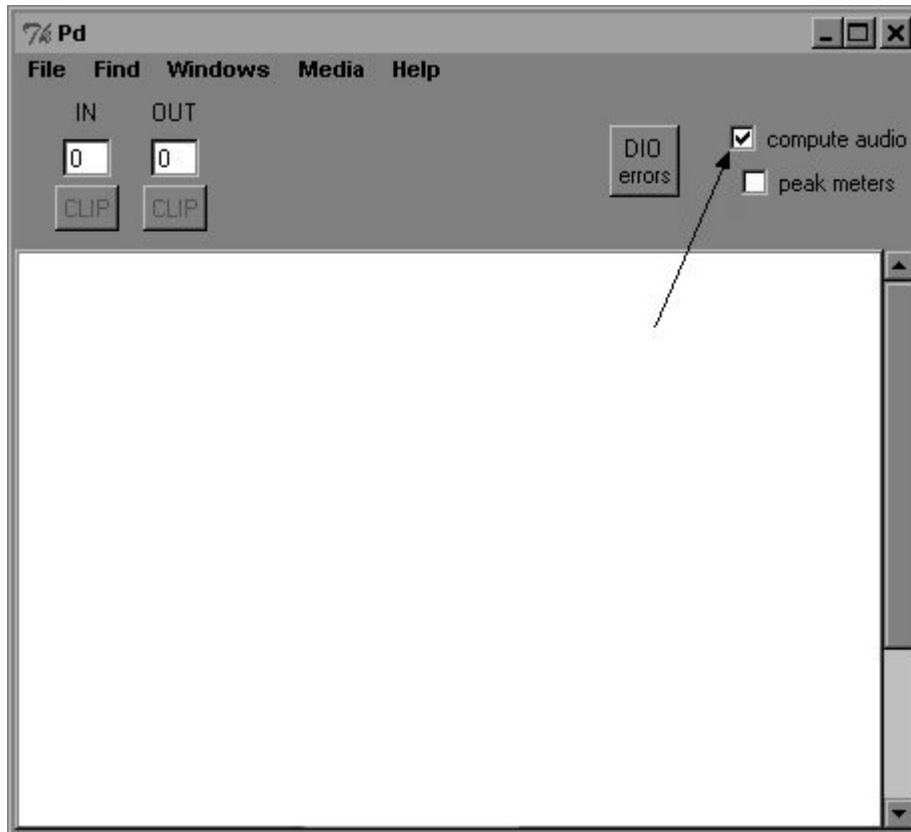 Pd
File Find Windows Media Help
IN OUT
0 0
CLIP CLIP
DIO
errors
compute audio
peak meters